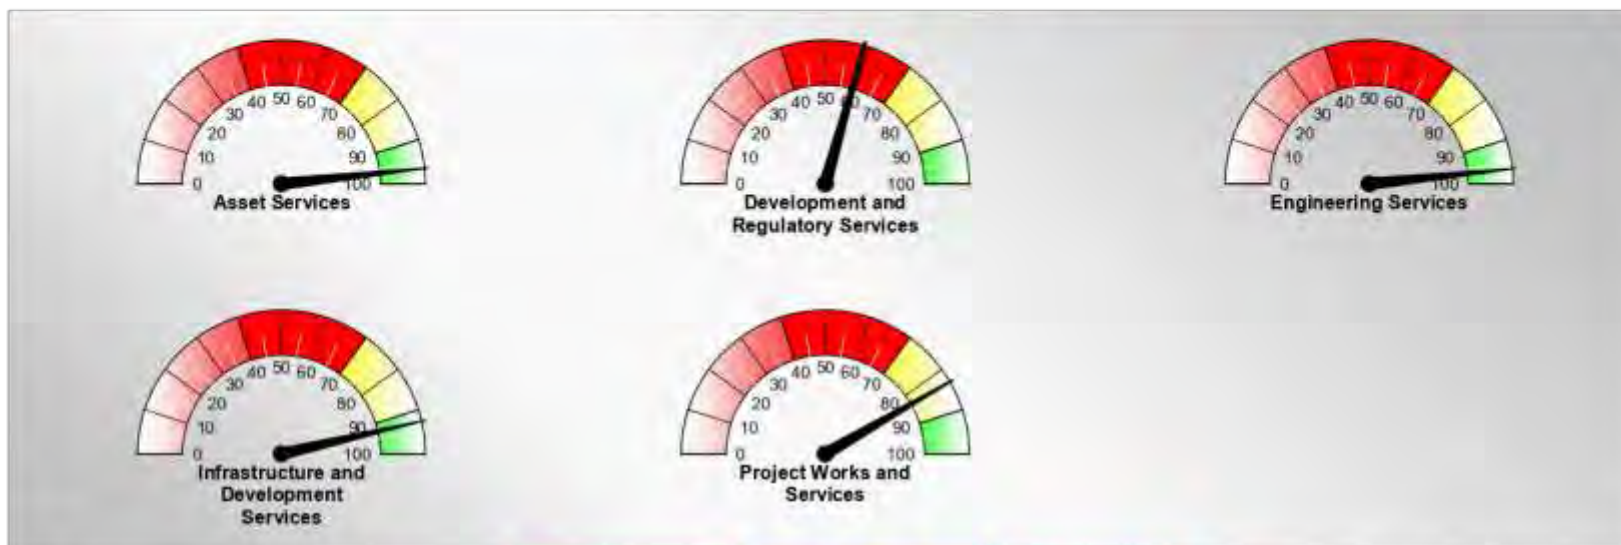 0 10 20 30 40 50 60 70 80 90 100
Asset Services
0 10 20 30 40 50 60 70 80 90 100
Development and
Regulatory Services
0 10 20 30 40 50 60 70 80 90 100
Engineering Services
0 10 20 30 40 50 60 70 80 90 100
Infrastructure and
Development
Services
0 10 20 30 40 50 60 70 80 90 100
Project Works and
Services